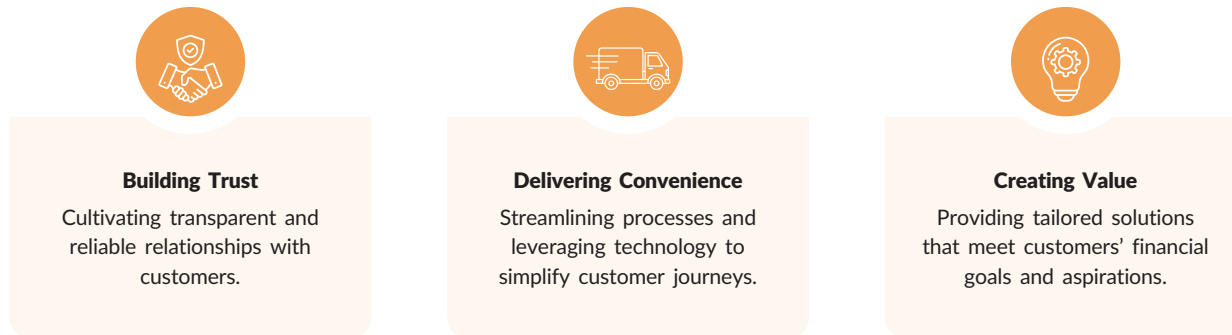 Building Trust
Cultivating transparent and
reliable relationships with
customers.
Delivering Convenience
Streamlining processes and
leveraging technology to
simplify customer journeys.
Creating Value
Providing tailored solutions
that meet customers’ financial
goals and aspirations.